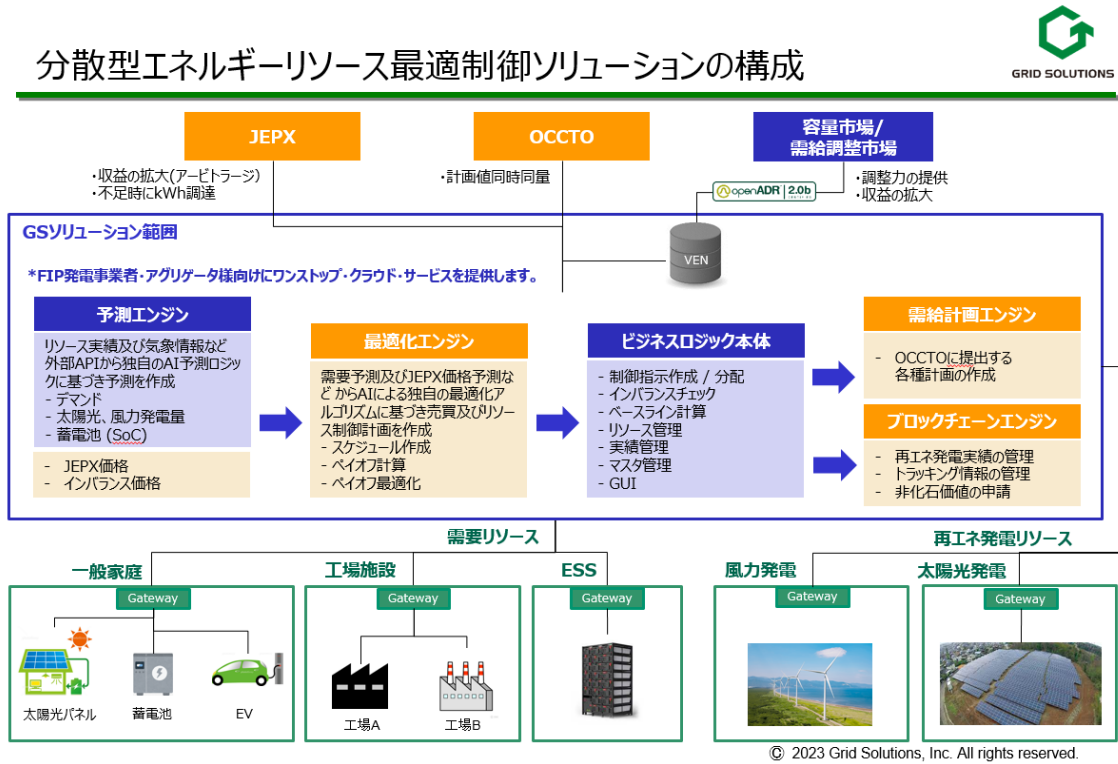 分散型エネルギーリソース最適制御ソリューションの構成
GRID SOLUTIONS
JEPX
OCCTO
容量市場/
需給調整市場
・収益の拡大(アービトラージ)
・不足時にkWh調達
・計画値同時同量
openADR 2.0b
・調整力の提供
・収益の拡大
GSソリューション範囲
VEN
*FIP発電事業者・アグリゲータ様向けにワンストップ・クラウド・サービスを提供します。
予測エンジン
リソース実績及び気象情報など
外部APIから独自のAI予測ロジッ
クに基づき予測を作成
- デマンド
- 太陽光、風力発電量
- 蓄電池 (SoC)
- JEPX価格
- インバランス価格
最適化エンジン
需要予測及びJEPX価格予測な
ど からAIによる独自の最適化ア
ルゴリズムに基づき売買及びリソー
ス制御計画を作成
- スケジュール作成
- ペイオフ計算
- ペイオフ最適化
ビジネスロジック本体
- 制御指示作成 / 分配
- インバランスチェック
- ベースライン計算
- リソース管理
- 実績管理
- マスタ管理
- GUI
需給計画エンジン
- OCCTOに提出する
各種計画の作成
ブロックチェーンエンジン
- 再エネ発電実績の管理
- トラッキング情報の管理
- 非化石価値の申請
需要リソース
再エネ発電リソース
一般家庭
工場施設
ESS
風力発電
太陽光発電
Gateway
Gateway
Gateway
Gateway
Gateway
太陽光パネル
蓄電池
EV
工場A
工場B
© 2023 Grid Solutions, Inc. All rights reserved.